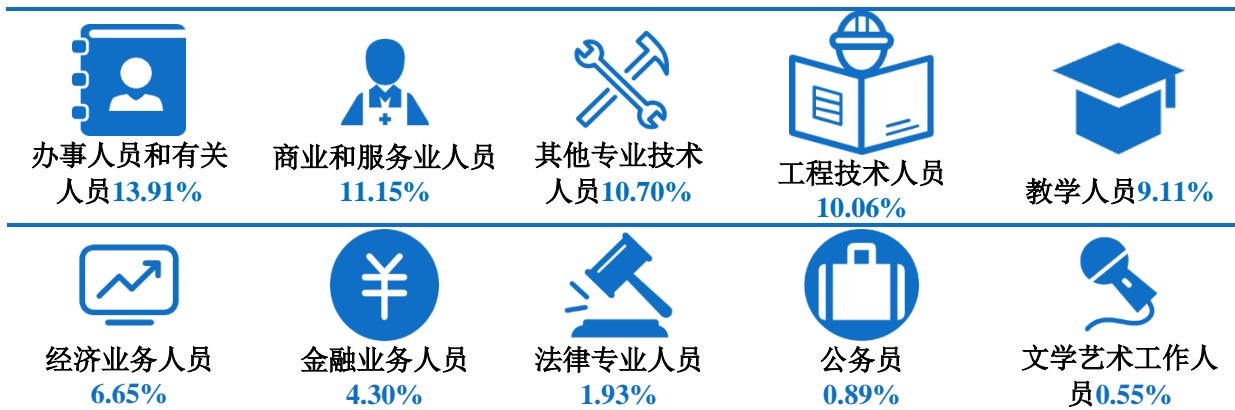 办事人员和有关
人员13.91%
商业和服务业人员
11.15%
其他专业技术
人员10.70%
工程技术人员
10.06%
教学人员9.11%
经济业务人员
6.65%
金融业务人员
4.30%
法律专业人员
1.93%
公务员
0.89%
文学艺术工作人
员0.55%